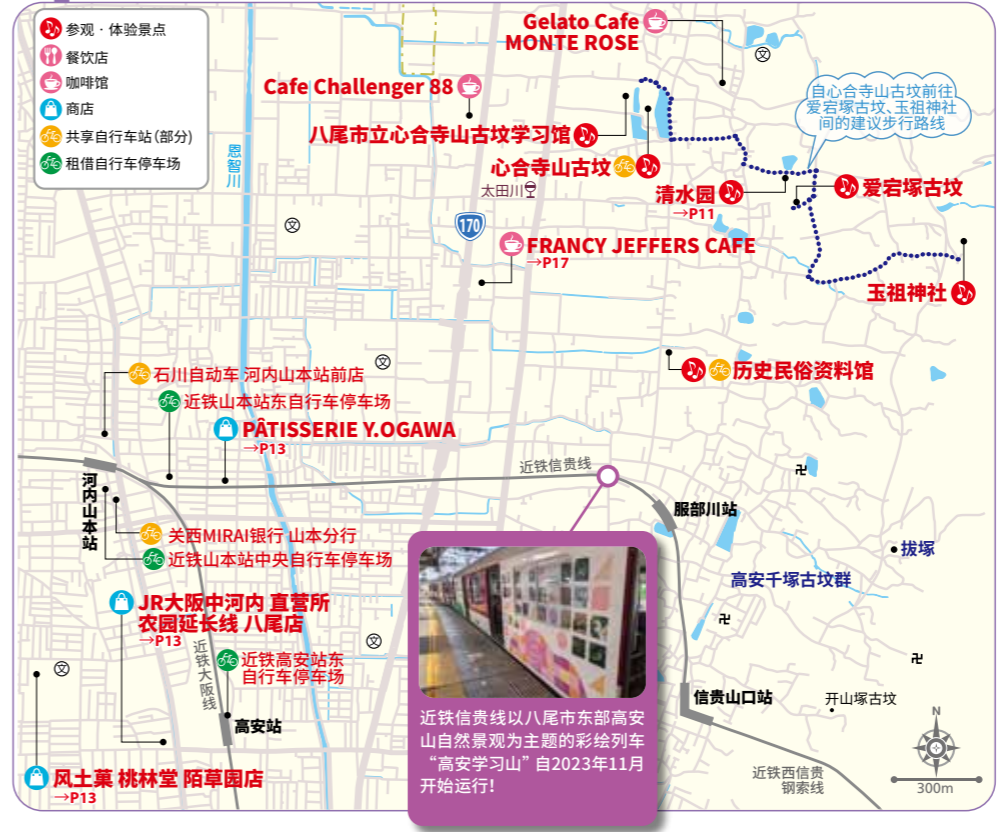 参观·体验景点
餐饮店
咖啡馆
商店
共享自行车站(部分)
租借自行车停车场
Gelato Cafe
MONTE ROSE
文
Cafe Challenger 88
自心合寺山古坟前往
爱宕塚古坟、玉祖神社
间的建议步行路线
八尾市立心合寺山古坟学习馆
恩智川
心合寺山古坟
太田川
清水园
→P11
爱宕塚古坟
文
170
FRANCY JEFFERS CAFE
→P17
玉祖神社
文
石川自动车 河内山本站前店
历史民俗资料馆
近铁山本站东自行车停车场
PÂTISSERIE Y.OGAWA
→P13
近铁信贵线
卍
河内山本站
服部川站
关西MIRAI银行 山本分行
近铁山本站中央自行车停车场
拔塚
高安千塚古坟群
JR大阪中河内 直营所
农园延长线 八尾店
→P13
卍
文
近铁大阪线
近铁高安站东
自行车停车场
卍
文
高安站
信贵山口站
开山塚古坟
近铁信贵线以八尾市东部高安
山自然景观为主题的彩绘列车
“高安学习山”自2023年11月
开始运行!
N
风土菓 桃林堂 陌草园店
→P13
近铁西信贵
钢索线
300m